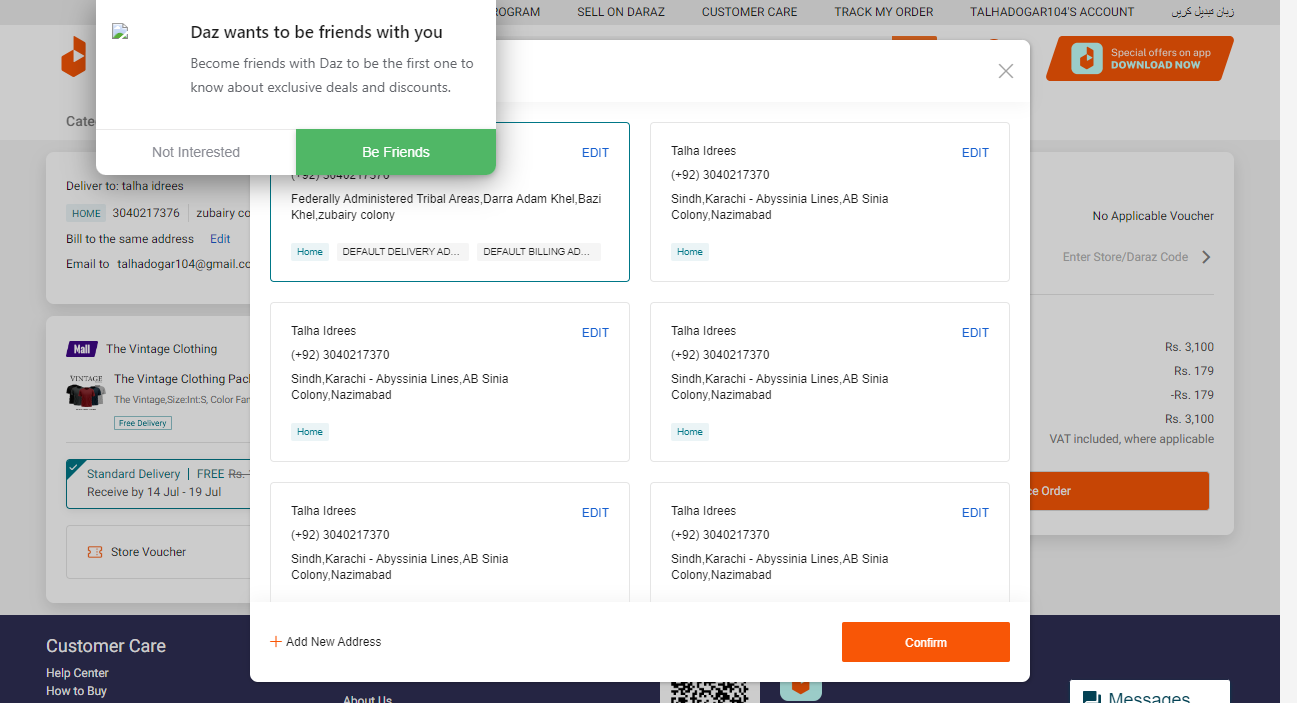 ROGRAM
SELL ON DARAZ
CUSTOMER CARE
TRACK MY ORDER
TALHADOGAR104'S ACCOUNT
زبان تبدیل کریں
Daz wants to be friends with you
Become friends with Daz to be the first one to
know about exclusive deals and discounts.
Not Interested
Be Friends
Special offers on app
DOWNLOAD NOW
Cate
Deliver to: talha idrees
HOME 3040217376 zubairy co
Bill to the same address Edit
Email to talhadogar104@gmail.co
Mall The Vintage Clothing
VINTAGE
The Vintage Clothing Pac
The Vintage,Size:Int:S, Color Fam
Free Delivery
Standard Delivery | FREE Rs.
Receive by 14 Jul - 19 Jul
Store Voucher
EDIT
(+92) 3040217370
Federally Administered Tribal Areas,Darra Adam Khel,Bazi
Khel,zubairy colony
Home DEFAULT DELIVERY AD... DEFAULT BILLING AD...
Talha Idrees
EDIT
(+92) 3040217370
Sindh,Karachi - Abyssinia Lines,AB Sinia
Colony,Nazimabad
Home
Talha Idrees
EDIT
(+92) 3040217370
Sindh,Karachi - Abyssinia Lines,AB Sinia
Colony,Nazimabad
Home
Talha Idrees
EDIT
(+92) 3040217370
Sindh,Karachi - Abyssinia Lines,AB Sinia
Colony,Nazimabad
Home
Talha Idrees
EDIT
(+92) 3040217370
Sindh,Karachi - Abyssinia Lines,AB Sinia
Colony,Nazimabad
Talha Idrees
EDIT
(+92) 3040217370
Sindh,Karachi - Abyssinia Lines,AB Sinia
Colony,Nazimabad
+ Add New Address
Confirm
No Applicable Voucher
Enter Store/Daraz Code
Rs. 3,100
Rs. 179
-Rs. 179
Rs. 3,100
VAT included, where applicable
ce Order
Customer Care
Help Center
How to Buy
About Us
Messages